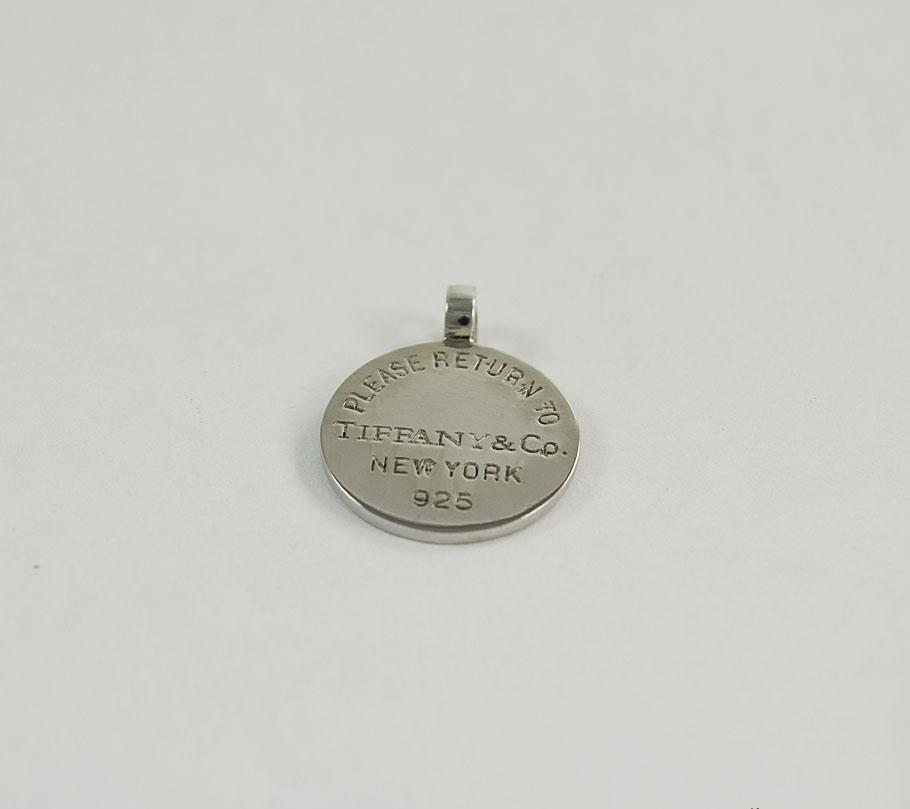 PLEASE RETURN TO
TIFFANY & CO.
NEW YORK
925